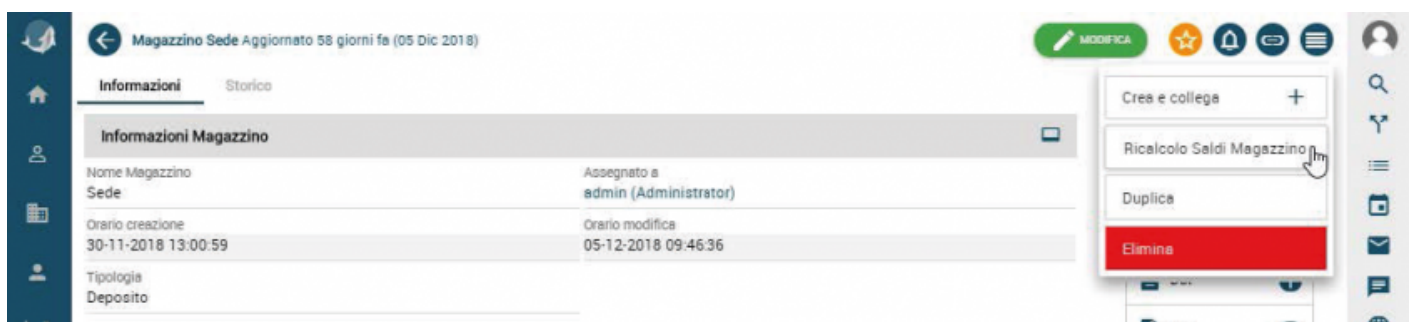 Magazzino Sede Aggiornato 58 giorni fa (05 Dic 2018)
MODIFICA
Informazioni Storico
Crea e collega +
Informazioni Magazzino
Ricalcolo Saldi Magazzino
Nome Magazzino Assegnato a
Sede admin (Administrator)
Duplica
Orario creazione Orario modifica
30-11-2018 13:00:59 05-12-2018 09:46:36
Elimina
Tipologia
Deposito